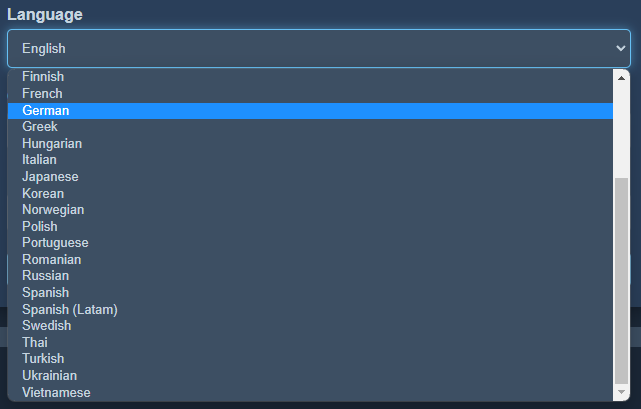 Language
English
Finnish
French
German
Greek
Hungarian
Italian
Japanese
Korean
Norwegian
Polish
Portuguese
Romanian
Russian
Spanish
Spanish (Latam)
Swedish
Thai
Turkish
Ukrainian
Vietnamese